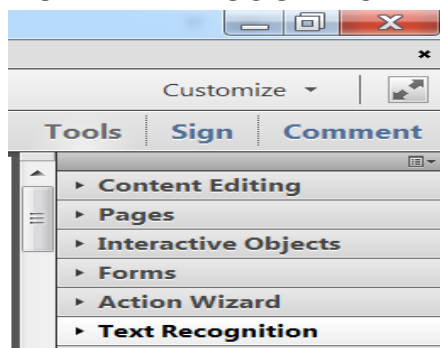 Customize
Tools Sign Comment
Content Editing
Pages
Interactive Objects
Forms
Action Wizard
Text Recognition